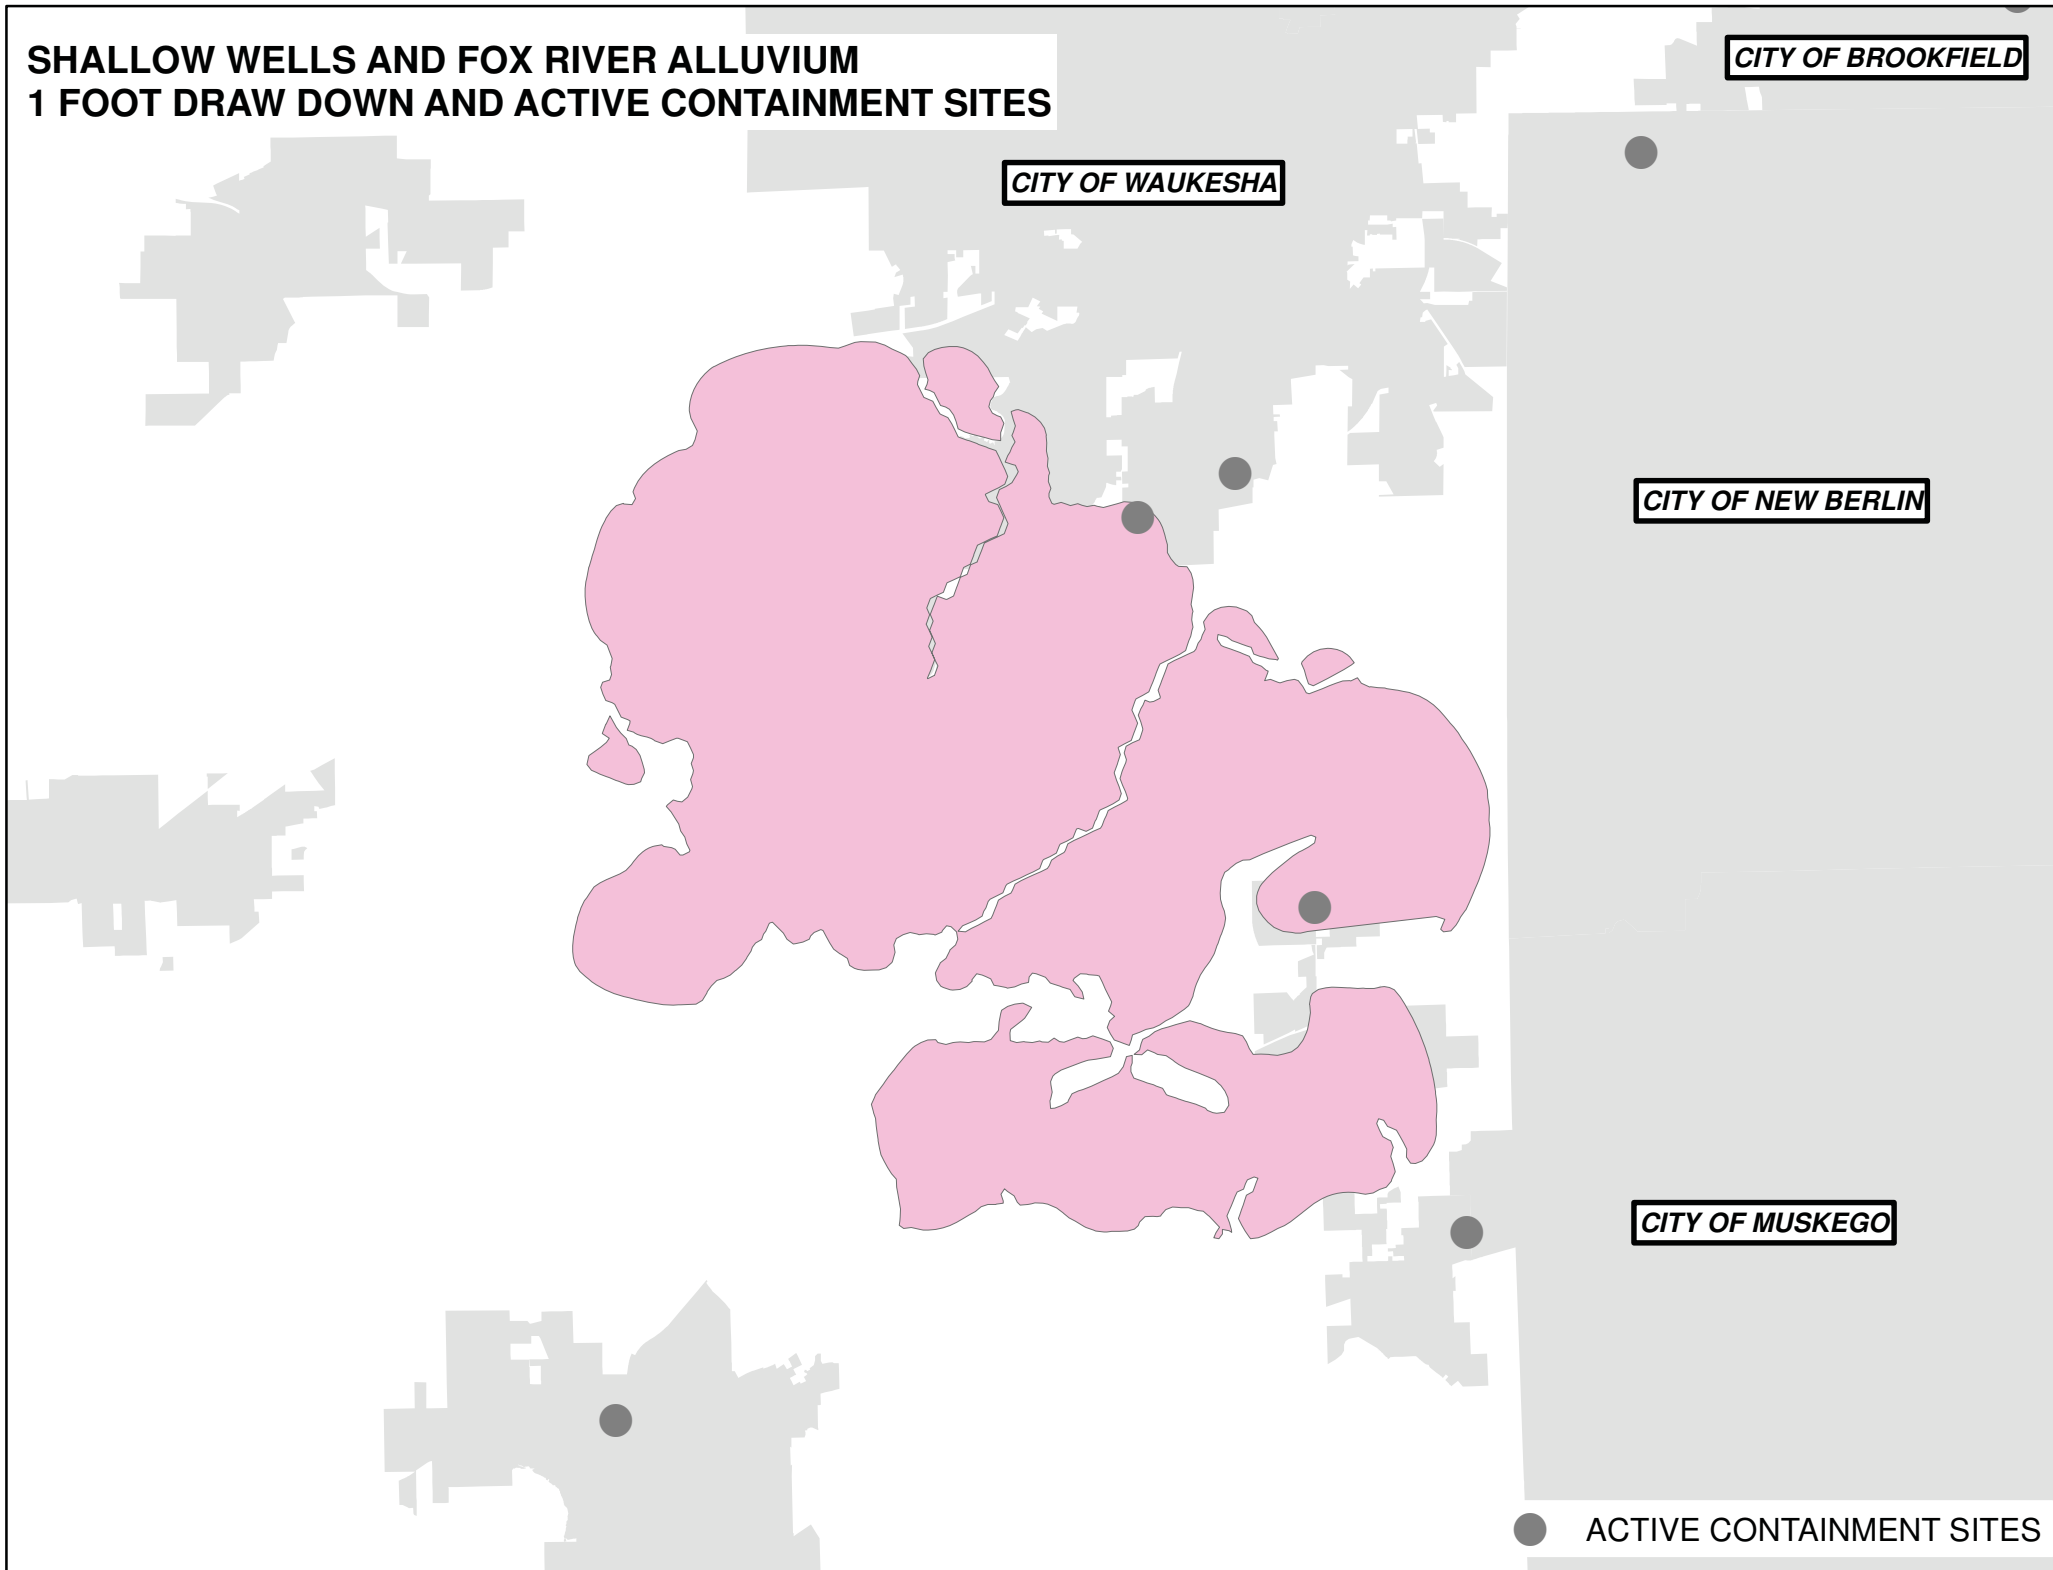 SHALLOW WELLS AND FOX RIVER ALLUVIUM
1 FOOT DRAW DOWN AND ACTIVE CONTAINMENT SITES
CITY OF BROOKFIELD
CITY OF WAUKESHA
CITY OF NEW BERLIN
CITY OF MUSKEGO
ACTIVE CONTAINMENT SITES